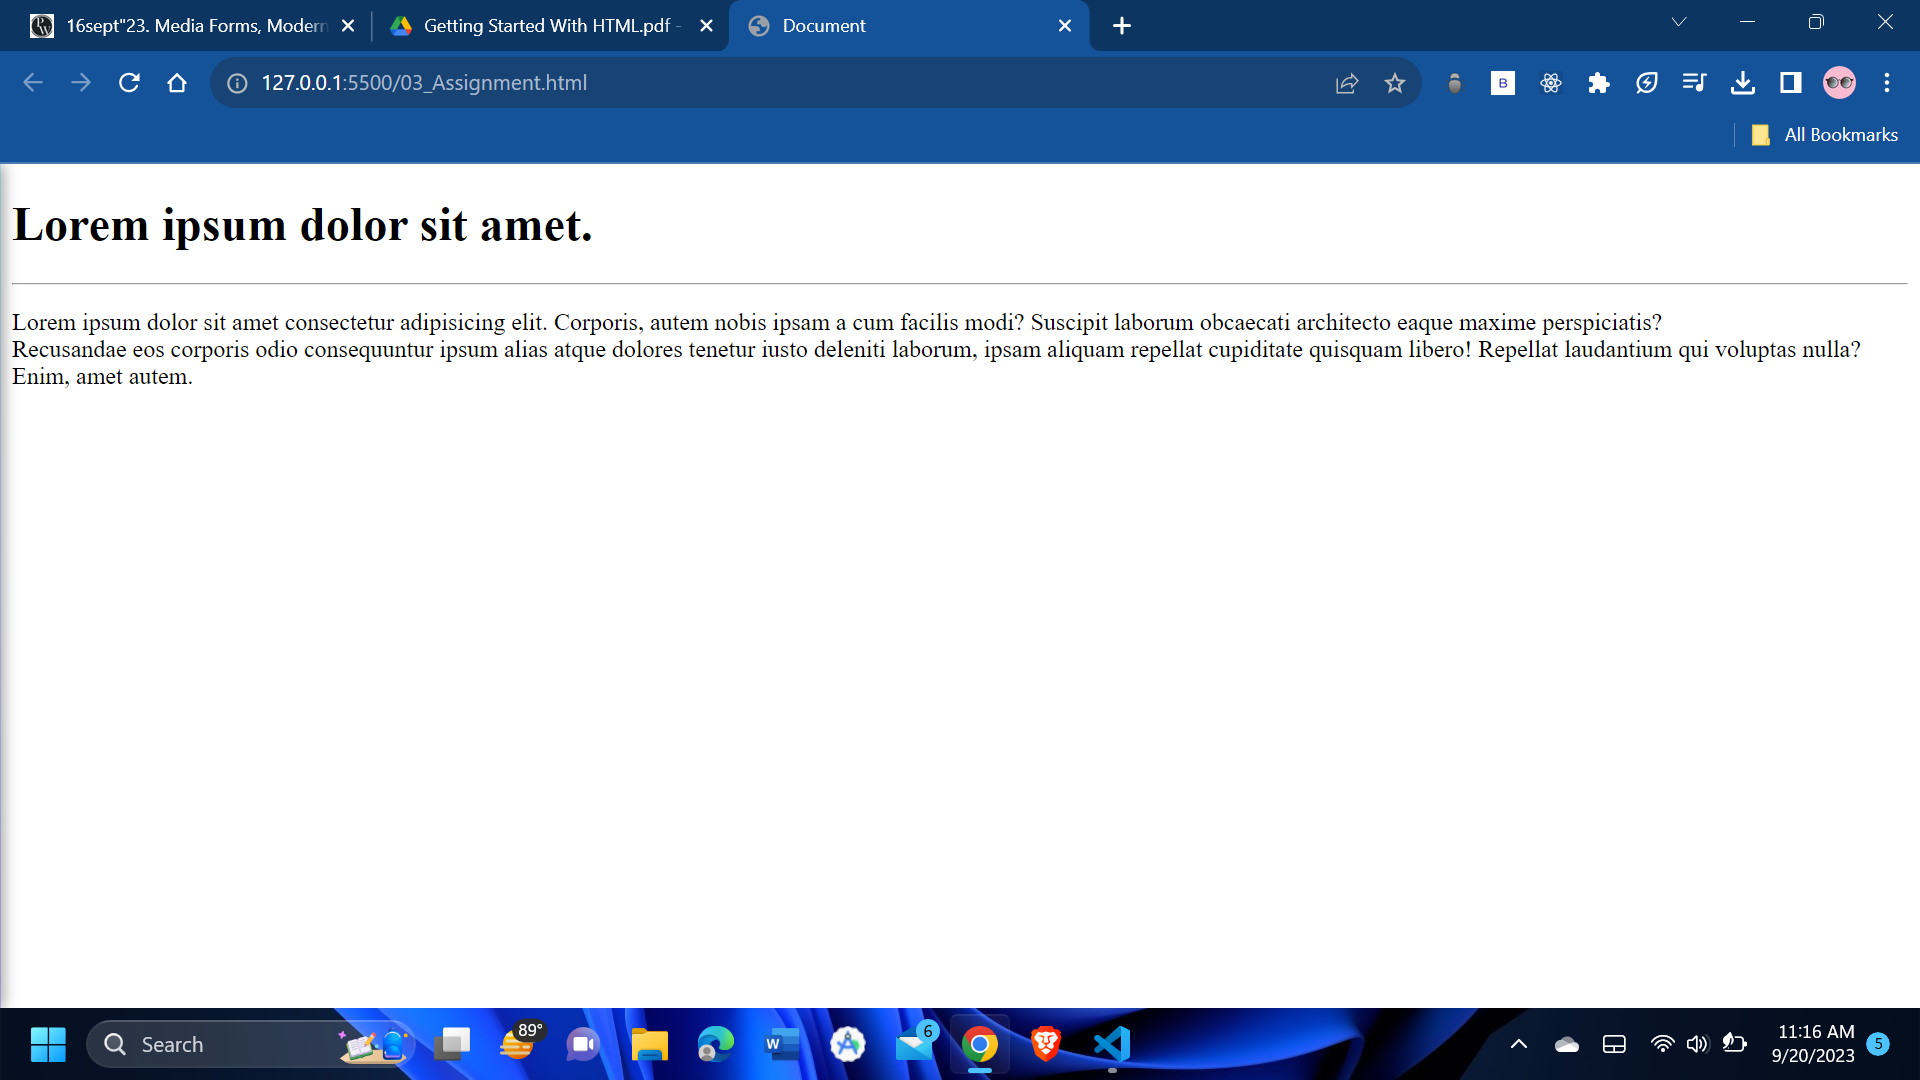 16sept"23. Media Forms, Modern
Getting Started With HTML.pdf -
Document
127.0.0.1:5500/03_Assignment.html
B
All Bookmarks
Lorem ipsum dolor sit amet.
Lorem ipsum dolor sit amet consectetur adipisicing elit. Corporis, autem nobis ipsam a cum facilis modi? Suscipit laborum obcaecati architecto eaque maxime perspiciatis?
Recusandae eos corporis odio consequuntur ipsum alias atque dolores tenetur iusto deleniti laborum, ipsam aliquam repellat cupiditate quisquam libero! Repellat laudantium qui voluptas nulla?
Enim, amet autem.
Search
89°
W
6
11:16 AM
9/20/2023
5